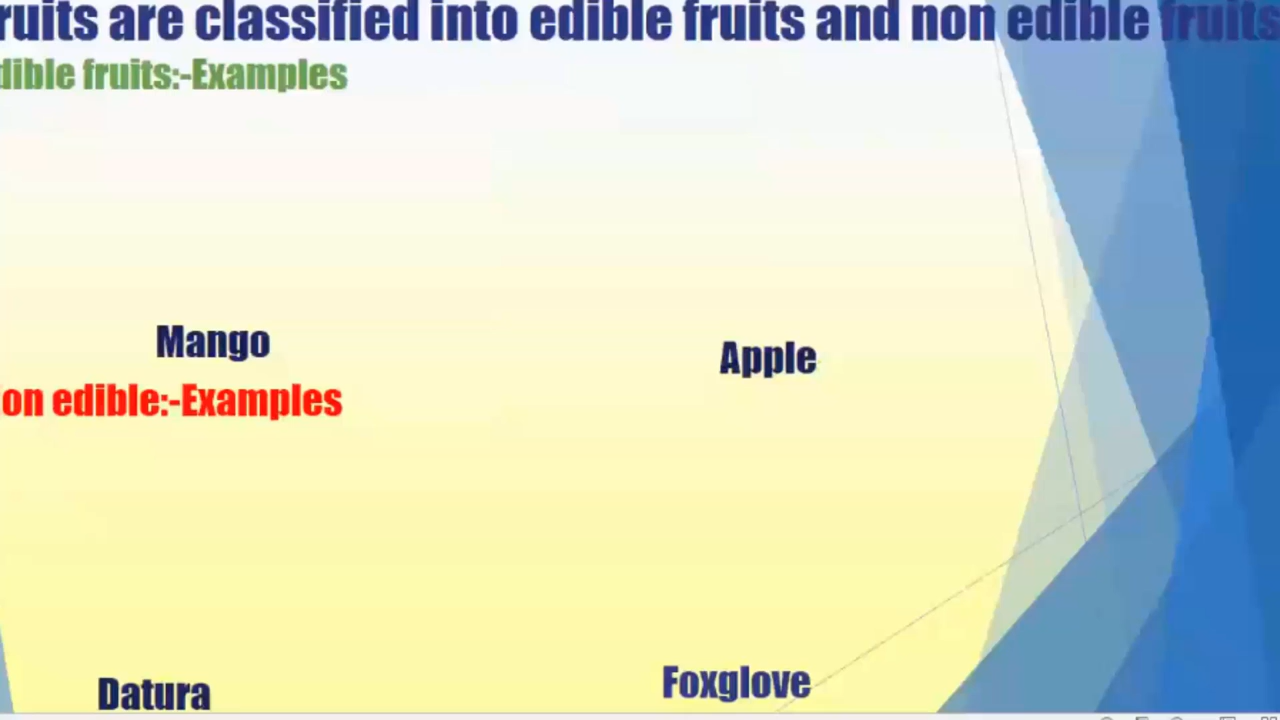 ruits are classified into edible fruits and non edible fruits
dible fruits:-Examples
Mango
Apple
on edible:-Examples
Datura
Foxglove